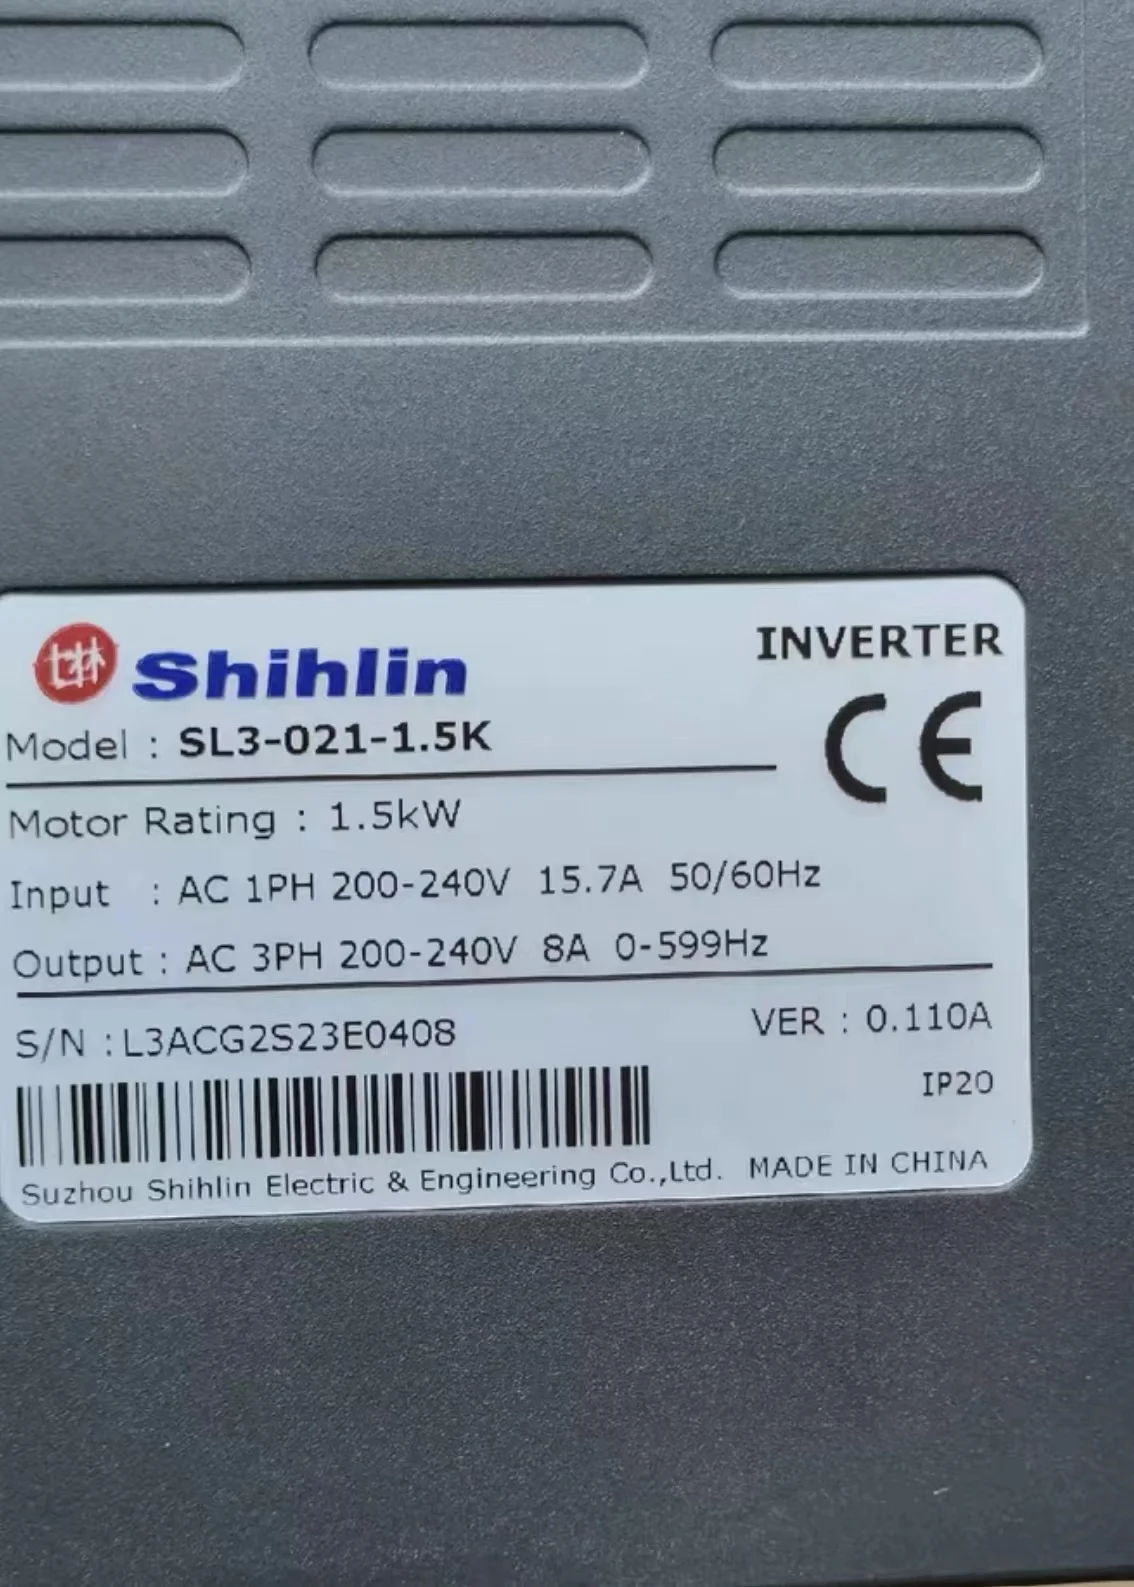 Shihlin
INVERTER
Model : SL3-021-1.5K
CE
Motor Rating : 1.5kW
Input : AC 1PH 200-240V 15.7A 50/60Hz
Output : AC 3PH 200-240V 8A 0-599Hz
S/N : L3ACG2S23E0408
VER : 0.110A
IP20
Suzhou Shihlin Electric & Engineering Co.,Ltd. MADE IN CHINA